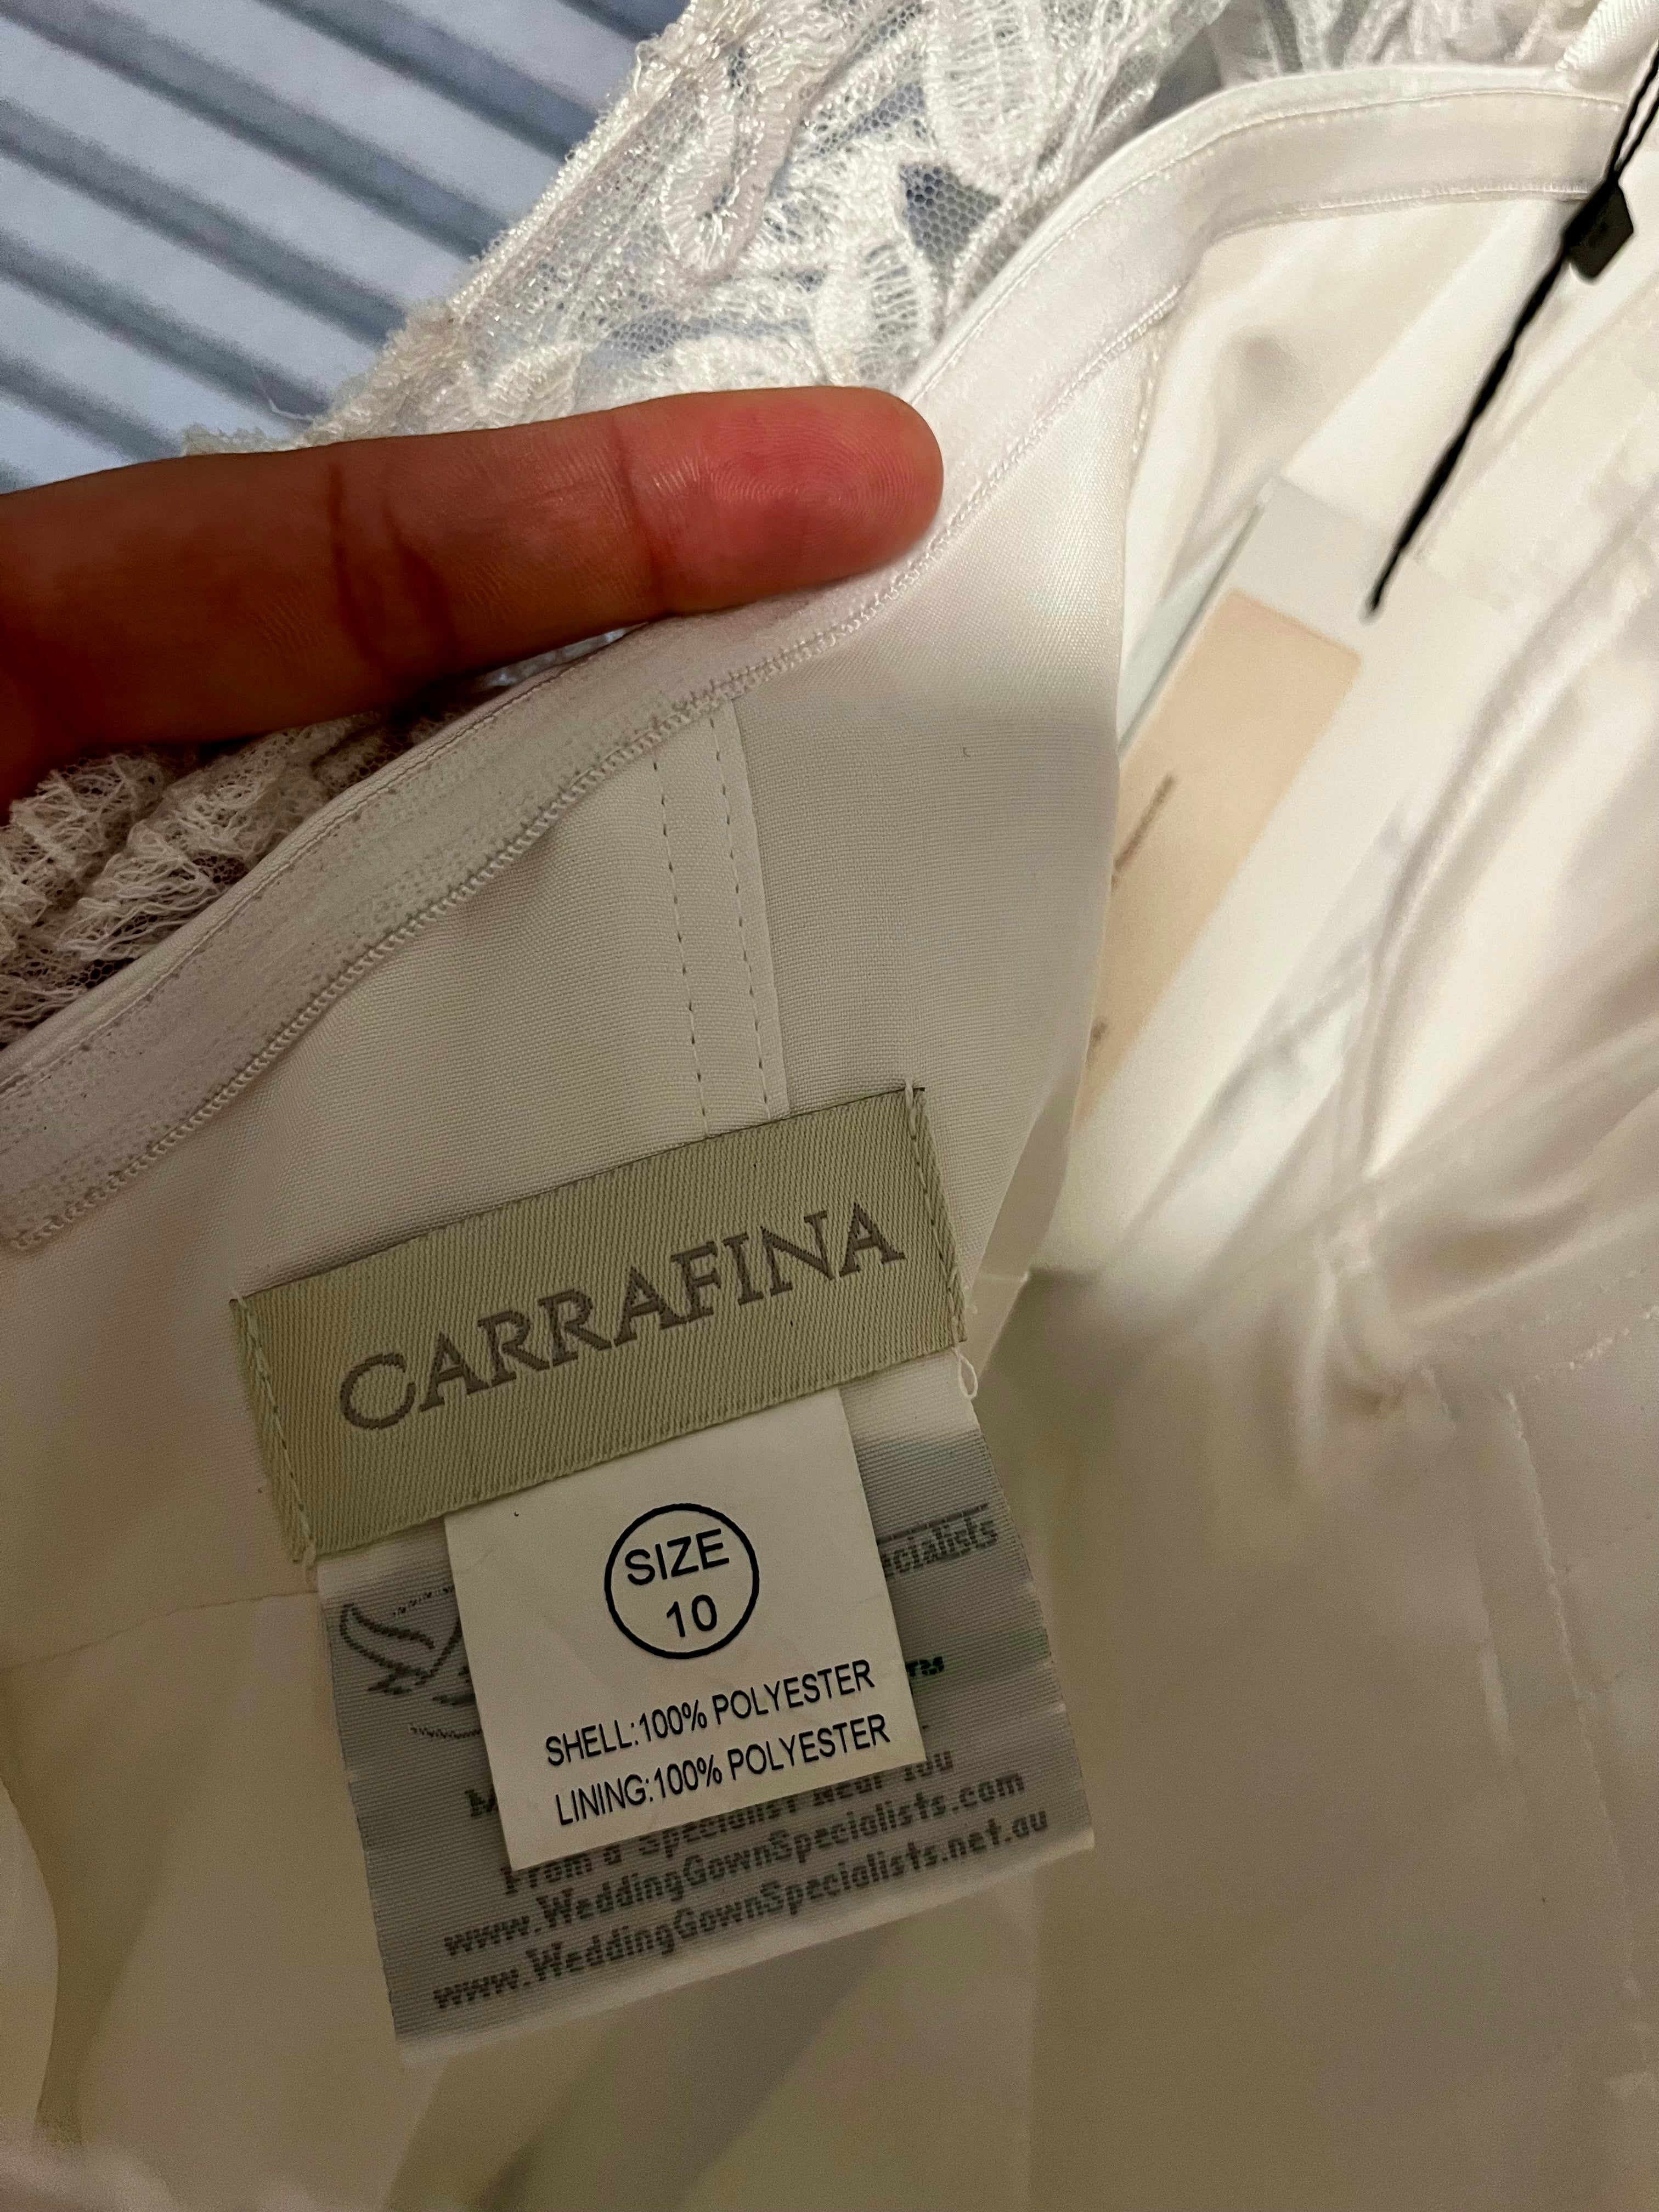 CARRAFINA
SIZE
10
SHELL:100% POLYESTER
LINING:100% POLYESTER
From a Specialist Near You
www.WeddingGownSpecialists.com
www.WeddingGownSpecialists.net.au